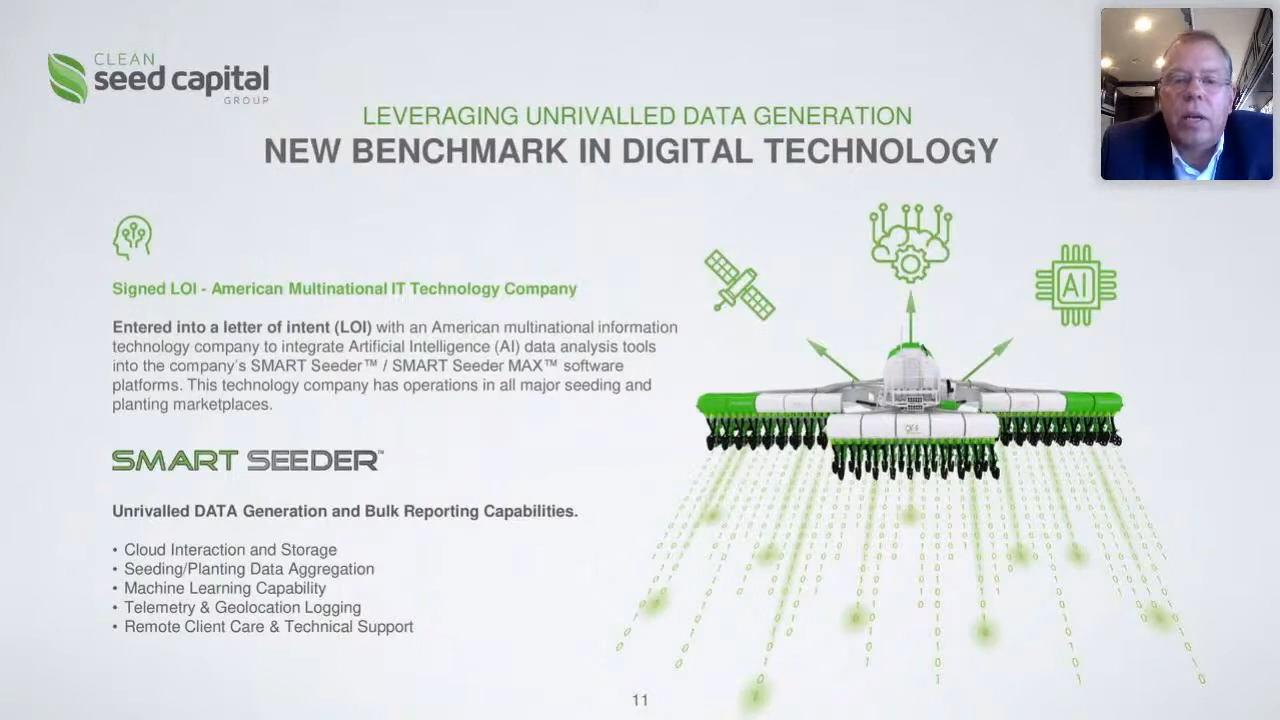 CLEAN
seed capital
GROUP
LEVERAGING UNRIVALLED DATA GENERATION
NEW BENCHMARK IN DIGITAL TECHNOLOGY
AI
Signed LOI - American Multinational IT Technology Company
Entered into a letter of intent (LOI) with an American multinational information
technology company to integrate Artificial Intelligence (AI) data analysis tools
into the company's SMART Seeder™ / SMART Seeder MAX™ software
platforms. This technology company has operations in all major seeding and
planting marketplaces.
SMART SEEDER™
Unrivalled DATA Generation and Bulk Reporting Capabilities.
• Cloud Interaction and Storage
• Seeding/Planting Data Aggregation
• Machine Learning Capability
• Telemetry & Geolocation Logging
• Remote Client Care & Technical Support
11